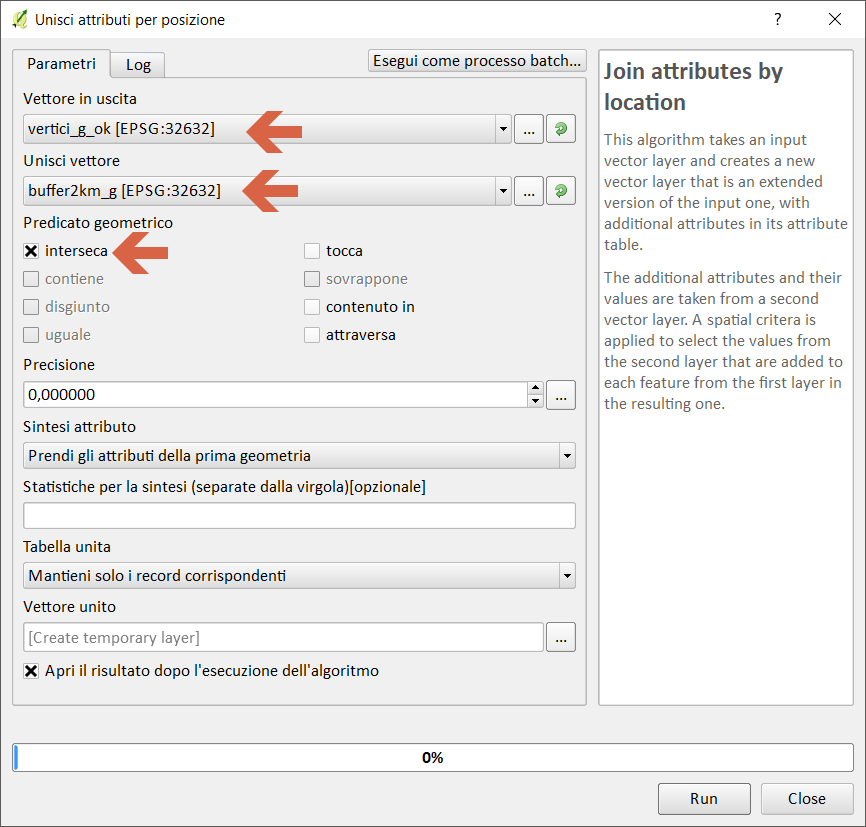 Unisci attributi per posizione
?
Parametri
Log
Esegui come processo batch...
Vettore in uscita
vertici_g_ok [EPSG:32632]
...
Unisci vettore
buffer2km_g [EPSG:32632]
...
Predicato geometrico
interseca
tocca
contiene
sovrappone
disgiunto
contenuto in
uguale
attraversa
Precisione
0,000000
...
Sintesi attributo
Prendi gli attributi della prima geometria
Statistiche per la sintesi (separate dalla virgola)[opzionale]
Tabella unita
Mantieni solo i record corrispondenti
Vettore unito
[Create temporary layer]
...
Apri il risultato dopo l'esecuzione dell'algoritmo
Join attributes by
location
This algorithm takes an input
vector layer and creates a new
vector layer that is an extended
version of the input one, with
additional attributes in its attribute
table.
The additional attributes and their
values are taken from a second
vector layer. A spatial critera is
applied to select the values from
the second layer that are added to
each feature from the first layer in
the resulting one.
0%
Run
Close